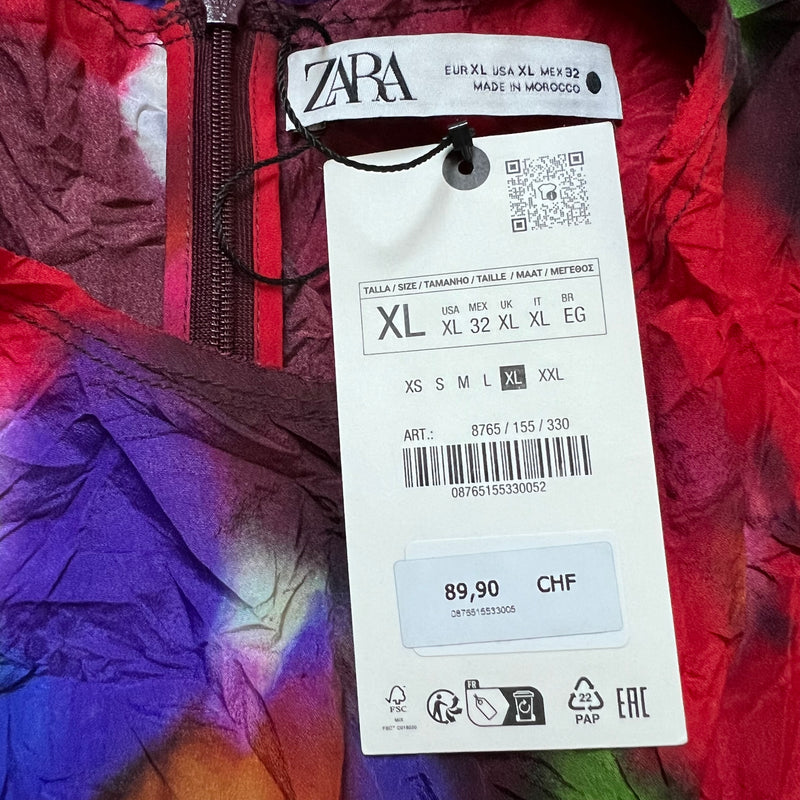 ZARA
EUR XL USA XL MEX 32
MADE IN MOROCCO
TALLA / SIZE / TAMANHO / TAILLE / MAAT / ΜΕΓΕΘΟΣ
XL
USA MEX UK IT BR
XL 32 XL XL EG
XS S M L XL XXL
ART.: 8765 / 155 / 330
08765155330052
89,90 CHF
0876515533005
FR
FSC
MIX
22
PAP
EAC